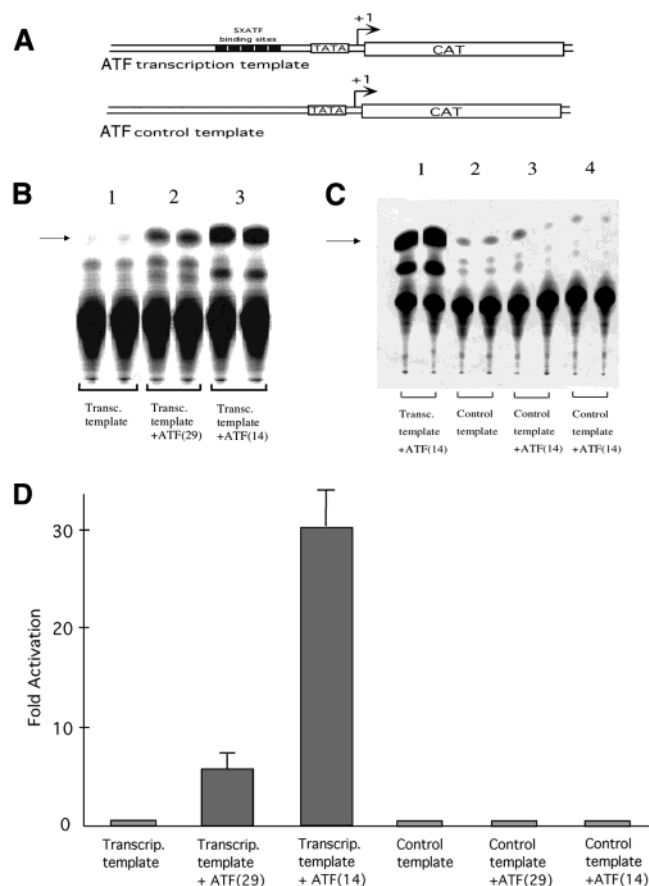 A
5XATF
binding sites
+1
TATA
CAT
ATF transcription template
+1
TATA
CAT
ATF control template
B
1 2 3
Transc.
template
Transc.
template
+ATF(29)
Transc.
template
+ATF(14)
C
1 2 3 4
Transc.
template
+ATF(14)
Control
template
Control
template
+ATF(14)
Control
template
+ATF(14)
D
Fold Activation
30
20
10
0
Transcrip.
template
Transcrip.
template
+ ATF(29)
Transcrip.
template
+ ATF(14)
Control
template
Control
template
+ATF(29)
Control
template
+ATF(14)